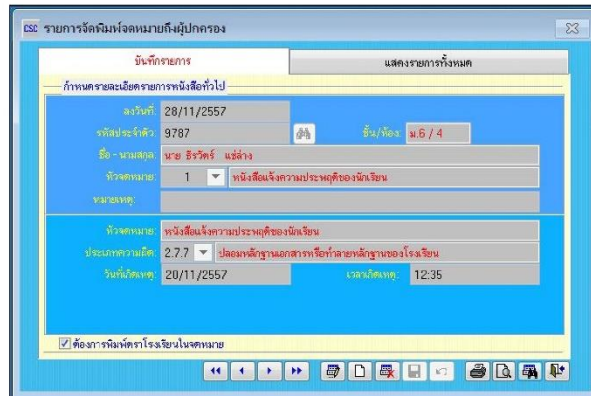 CSC รายการจัดพิมพ์จดหมายถึงผู้ปกครอง
บันทึกรายการ แสดงรายการทั้งหมด
กำหนดรายละเอียดรายการหนังสือทั่วไป
ลงวันที่: 28/11/2557
รหัสประจำตัว: 9787 ชั้น/ห้อง: ม.6 / 4
ชื่อ - นามสกุล: นาย ธีรวัตร์ แซ่ล่าง
หัวจดหมาย: 1 หนังสือแจ้งความประพฤติของนักเรียน
หมายเหตุ:
หัวจดหมาย: หนังสือแจ้งความประพฤติของนักเรียน
ประเภทความผิด: 2.7.7 ปลอมหลักฐานเอกสารหรือทำลายหลักฐานของโรงเรียน
วันที่เกิดเหตุ: 20/11/2557 เวลาเกิดเหตุ: 12:35
ต้องการพิมพ์ตราโรงเรียนในจดหมาย